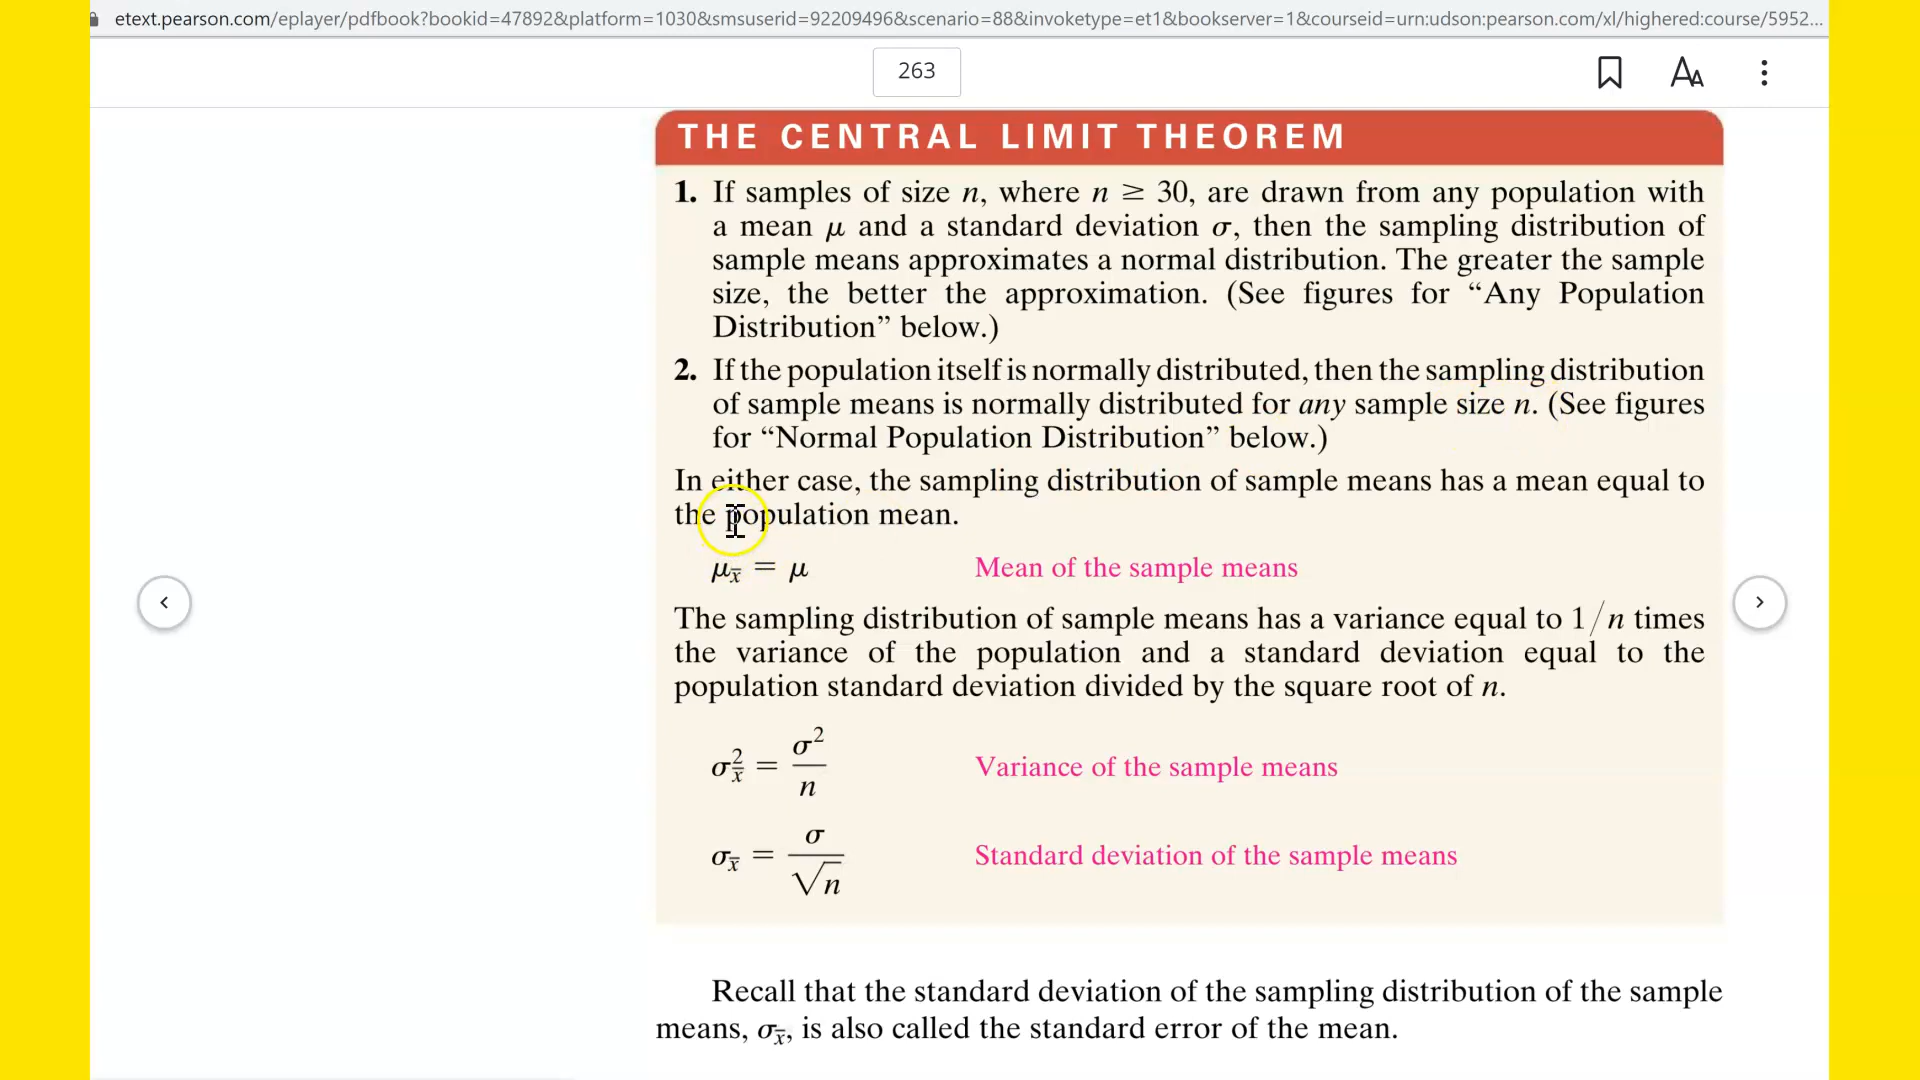 etext.pearson.com/eplayer/pdfbook?bookid=47892&platform=1030&smsuserid=92209496&scenario=88&invoketype=et1&bookserver=1&courseid=urn:udson:pearson.com/xl/highered:course/5952...
263
THE CENTRAL LIMIT THEOREM
1. If samples of size n, where n ≥ 30, are drawn from any population with
a mean μ and a standard deviation σ, then the sampling distribution of
sample means approximates a normal distribution. The greater the sample
size, the better the approximation. (See figures for “Any Population
Distribution” below.)
2. If the population itself is normally distributed, then the sampling distribution
of sample means is normally distributed for any sample size n. (See figures
for “Normal Population Distribution” below.)
In either case, the sampling distribution of sample means has a mean equal to
the population mean.
μ_x̄ = μ Mean of the sample means
The sampling distribution of sample means has a variance equal to 1/n times
the variance of the population and a standard deviation equal to the
population standard deviation divided by the square root of n.
σ²_x̄ = σ²/n Variance of the sample means
σ_x̄ = σ/√n Standard deviation of the sample means
Recall that the standard deviation of the sampling distribution of the sample
means, σ_x̄, is also called the standard error of the mean.